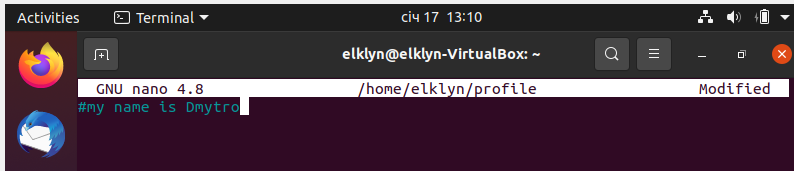 Activities Terminal січ 17 13:10
elklyn@elklyn-VirtualBox: ~
GNU nano 4.8 /home/elklyn/profile Modified
#my name is Dmytro